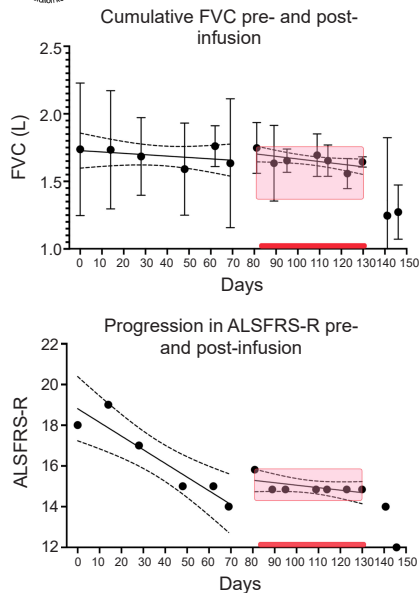 Cumulative FVC pre- and post-
infusion
2.5
2.0
1.5
1.0
FVC (L)
0 10 20 30 40 50 60 70 80 90 100 110 120 130 140 150
Days
Progression in ALSFRS-R pre-
and post-infusion
22
20
18
16
14
12
ALSFRS-R
0 10 20 30 40 50 60 70 80 90 100 110 120 130 140 150
Days